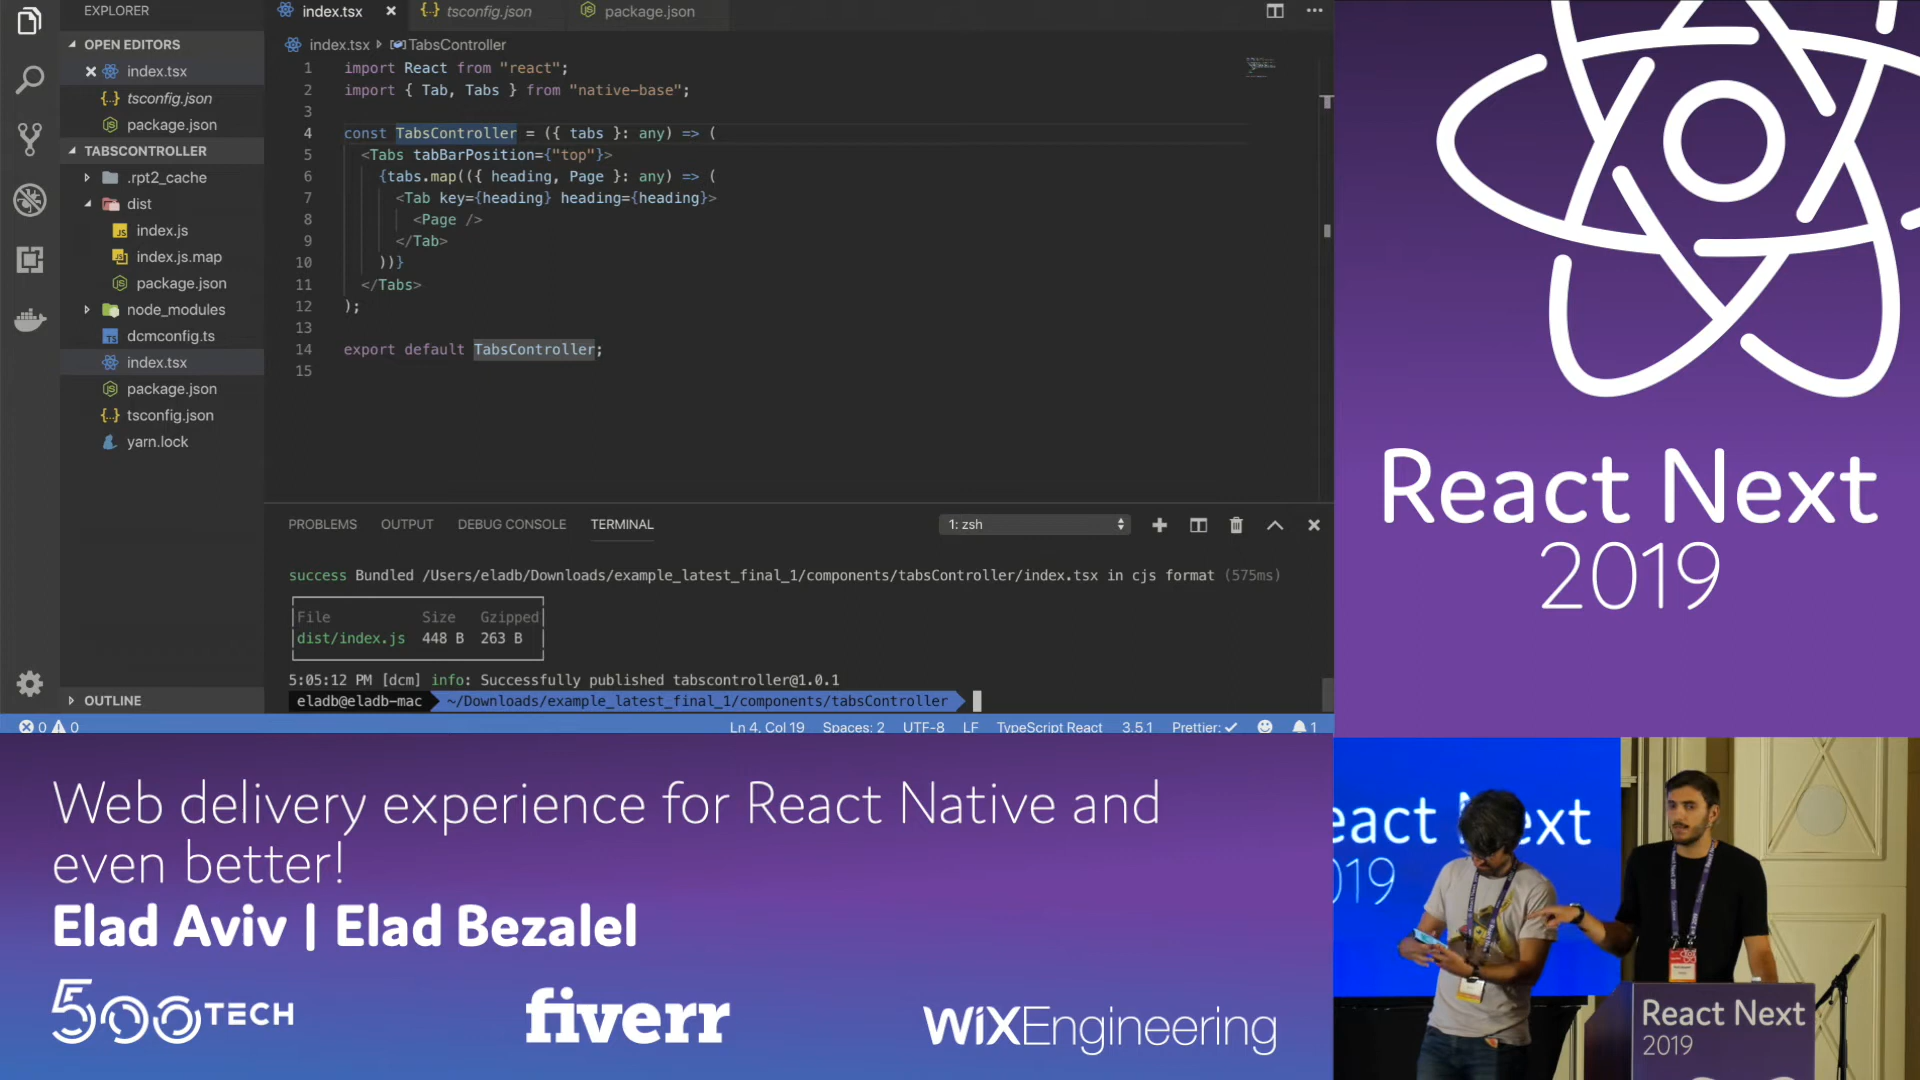 EXPLORER
OPEN EDITORS
index.tsx
tsconfig.json
package.json
TABSCONTROLLER
.rpt2_cache
dist
index.js
index.js.map
package.json
node_modules
dcmconfig.ts
index.tsx
package.json
tsconfig.json
yarn.lock
OUTLINE
index.tsx
tsconfig.json
package.json
index.tsx TabsController
1 import React from "react";
2 import { Tab, Tabs } from "native-base";
3
4 const TabsController = ({ tabs }: any) => (
5 <Tabs tabBarPosition={"top"}>
6 {tabs.map(({ heading, Page }: any) => (
7 <Tab key={heading} heading={heading}>
8 <Page />
9 </Tab>
10 ))}
11 </Tabs>
12 );
13
14 export default TabsController;
15
PROBLEMS OUTPUT DEBUG CONSOLE TERMINAL
1: zsh
success Bundled /Users/eladb/Downloads/example_latest_final_1/components/tabsController/index.tsx in cjs format (575ms)
File Size Gzipped
dist/index.js 448 B 263 B
5:05:12 PM [dcm] info: Successfully published tabscontroller@1.0.1
eladb@eladb-mac ~/Downloads/example_latest_final_1/components/tabsController
0 0
Ln 4, Col 19 Spaces: 2 UTF-8 LF TypeScript React 3.5.1 Prettier: ✓ 1
React Next
2019
Web delivery experience for React Native and
even better!
Elad Aviv | Elad Bezalel
500TECH
fiverr
WiXEngineering
eact Next
019
React Next
2019